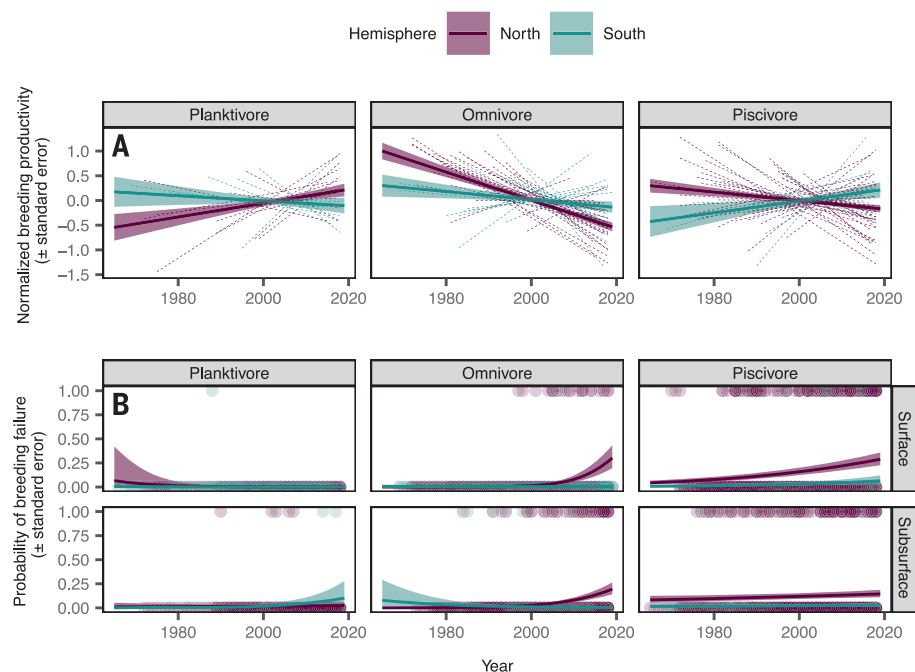 Hemisphere North South
Normalized breeding productivity
(± standard error)
Planktivore Omnivore Piscivore
A
1.0
0.5
0.0
−0.5
−1.0
−1.5
1980 2000 2020 1980 2000 2020 1980 2000 2020
Probability of breeding failure
(± standard error)
Planktivore Omnivore Piscivore
B
1.00
0.75
0.50
0.25
0.00
Surface
1.00
0.75
0.50
0.25
0.00
Subsurface
1980 2000 2020 1980 2000 2020 1980 2000 2020
Year